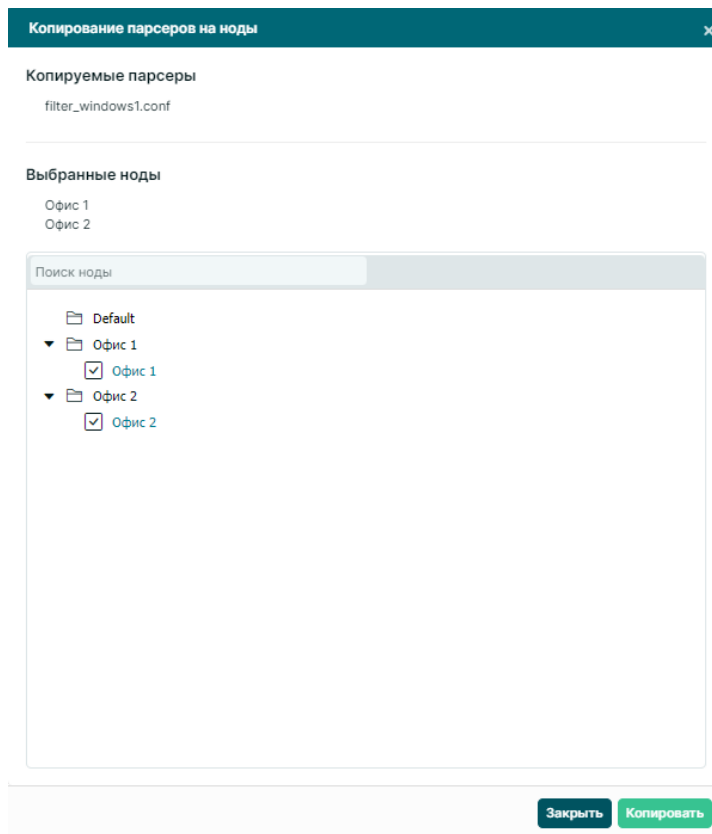 Копирование парсеров на ноды
Копируемые парсеры
filter_windows1.conf
Выбранные ноды
Офис 1
Офис 2
Поиск ноды
Default
Офис 1
Офис 1
Офис 2
Офис 2
Закрыть Копировать